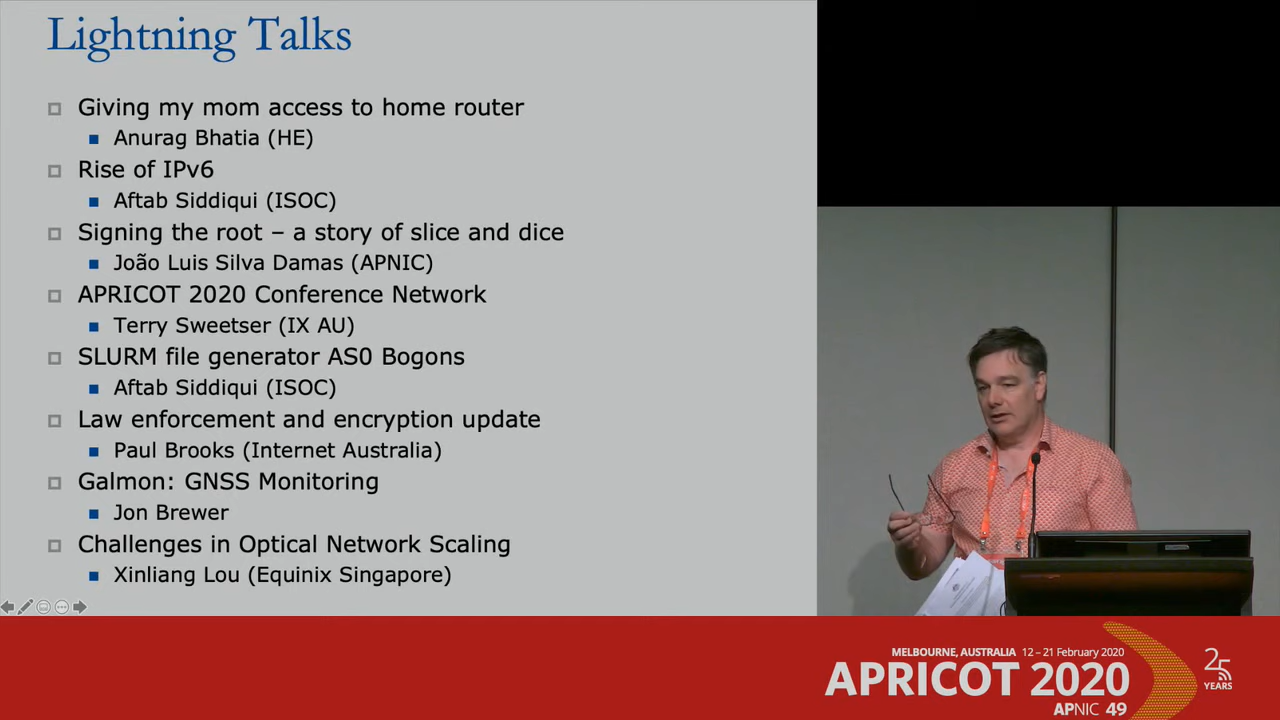 Lightning Talks
Giving my mom access to home router
Anurag Bhatia (HE)
Rise of IPv6
Aftab Siddiqui (ISOC)
Signing the root – a story of slice and dice
João Luis Silva Damas (APNIC)
APRICOT 2020 Conference Network
Terry Sweetser (IX AU)
SLURM file generator AS0 Bogons
Aftab Siddiqui (ISOC)
Law enforcement and encryption update
Paul Brooks (Internet Australia)
Galmon: GNSS Monitoring
Jon Brewer
Challenges in Optical Network Scaling
Xinliang Lou (Equinix Singapore)
MELBOURNE, AUSTRALIA 12 – 21 February 2020
APRICOT 2020
APNIC 49
25
YEARS